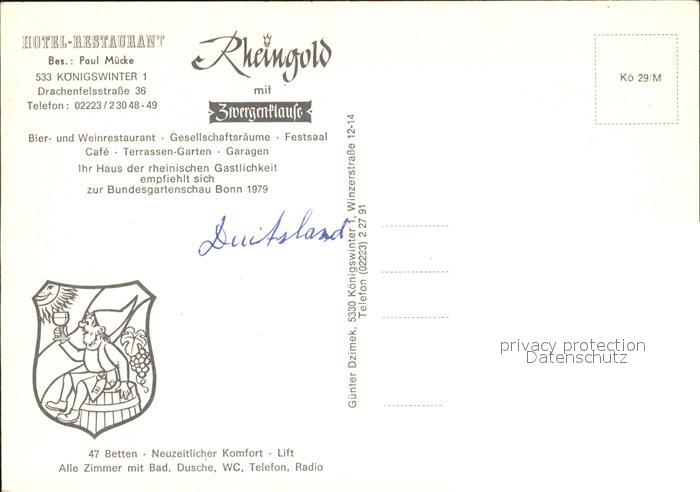 HOTEL-RESTAURANT
Bes.: Paul Mücke
533 KÖNIGSWINTER 1
Drachenfelsstraße 36
Telefon: 02223/23048-49
Rheingold
mit
Zwergenklause
Bier- und Weinrestaurant · Gesellschaftsräume · Festsaal
Café · Terrassen-Garten · Garagen
Ihr Haus der rheinischen Gastlichkeit
empfiehlt sich
zur Bundesgartenschau Bonn 1979
Duitsland
47 Betten · Neuzeitlicher Komfort · Lift
Alle Zimmer mit Bad, Dusche, WC, Telefon, Radio
Günter Dzimek, 5330 Königswinter 1, Winzerstraße 12-14
Telefon (02223) 2 27 91
Kö 29/M
privacy protection
Datenschutz